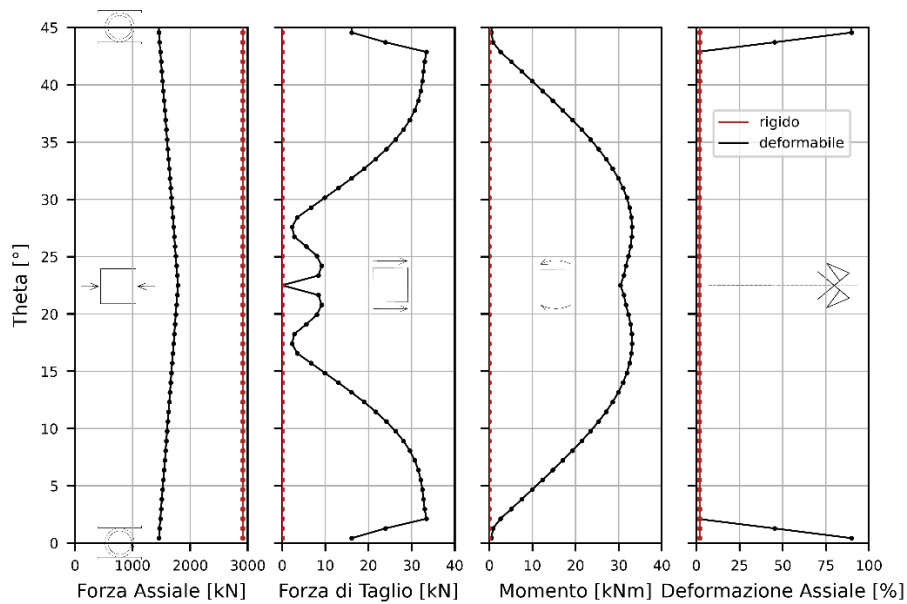 45
40
35
30
25
20
15
10
5
0
Theta [°]
rigido
deformabile
0 1000 2000 3000
0 10 20 30 40
0 10 20 30 40
0 25 50 75 100
Forza Assiale [kN]
Forza di Taglio [kN]
Momento [kNm]
Deformazione Assiale [%]